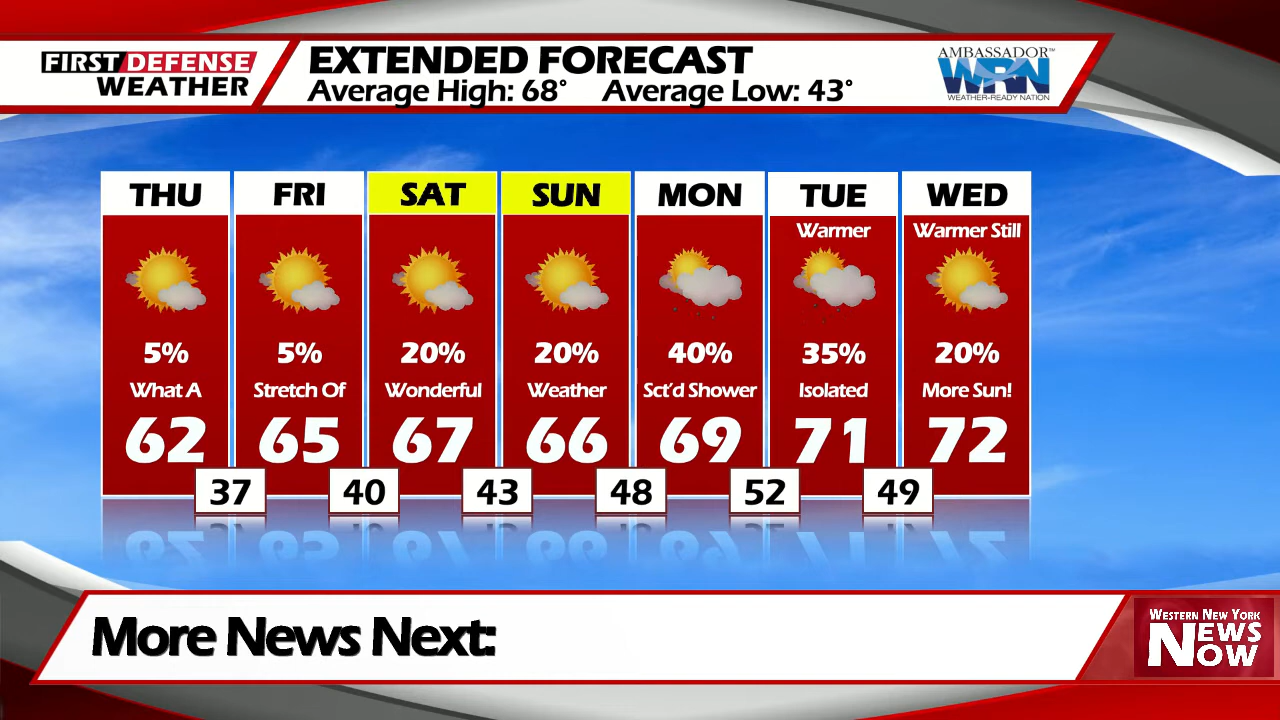 FIRST DEFENSE
WEATHER
EXTENDED FORECAST
Average High: 68° Average Low: 43°
AMBASSADOR™
WRN
WEATHER-READY NATION
THU FRI SAT SUN MON TUE WED
Warmer Warmer Still
5% 5% 20% 20% 40% 35% 20%
What A Stretch Of Wonderful Weather Sct'd Shower Isolated More Sun!
62 65 67 66 69 71 72
37 40 43 48 52 49
More News Next:
WESTERN NEW YORK
NEWS
NOW